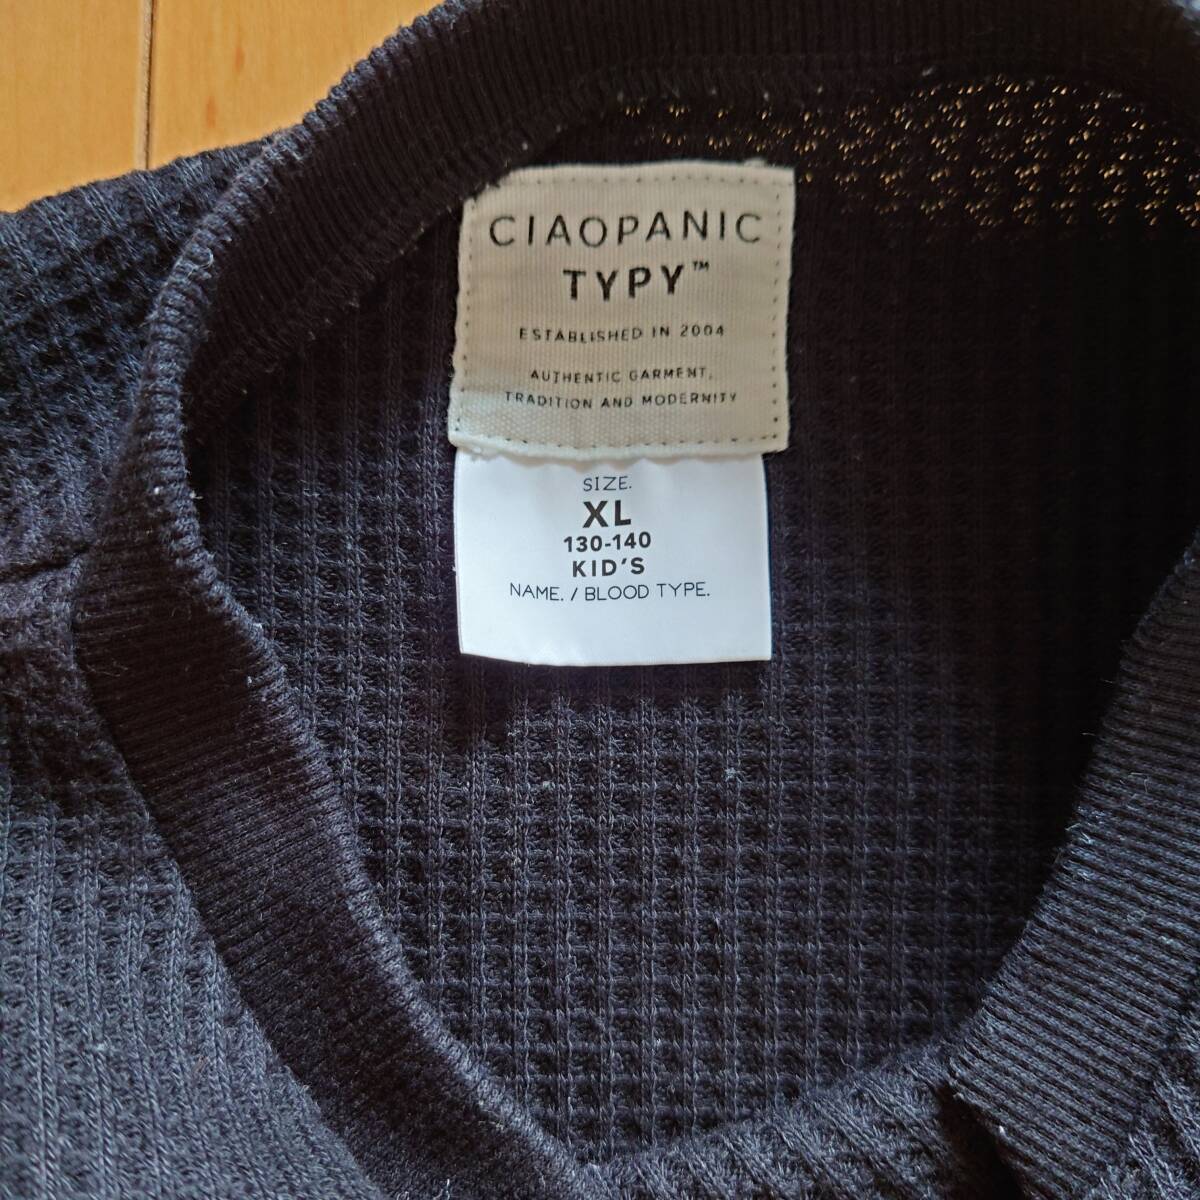 CIAOPANIC
TYPY™
ESTABLISHED IN 2004
AUTHENTIC GARMENT,
TRADITION AND MODERNITY
SIZE.
XL
130-140
KID'S
NAME. / BLOOD TYPE.